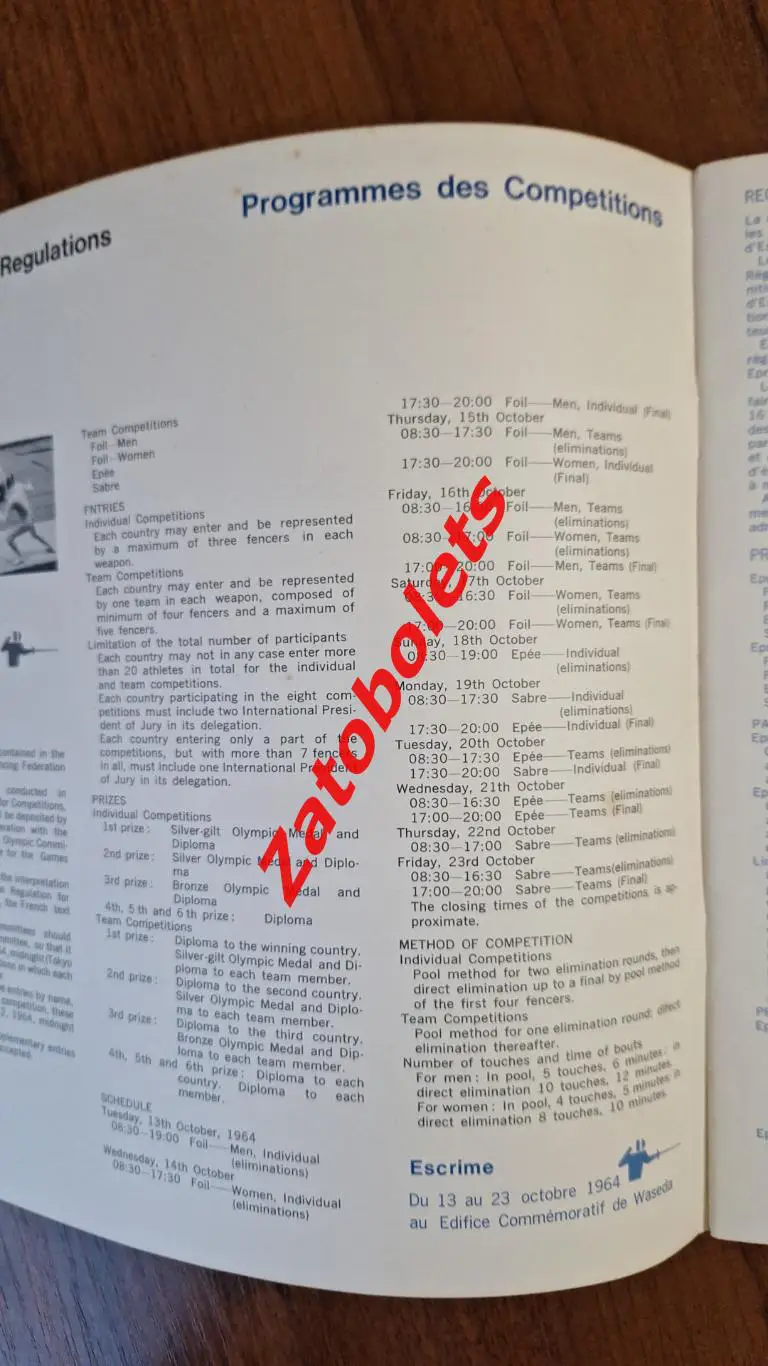 Regulations
Programmes des Competitions
Team Competitions
Foil—Men
Foil—Women
Epée
Sabre
ENTRIES
Individual Competitions
Each country may enter and be represented
by a maximum of three fencers in each
weapon.
Team Competitions
Each country may enter and be represented
by one team in each weapon, composed of
minimum of four fencers and a maximum of
five fencers.
Limitation of the total number of participants
Each country may not in any case enter more
than 20 athletes in total for the individual
and team competitions.
Each country participating in the eight com-
petitions must include two International Presi-
dent of Jury in its delegation.
Each country entering only a part of the
competitions, but with more than 7 fencers
in all, must include one International President
of Jury in its delegation.
PRIZES
Individual Competitions
1st prize: Silver-gilt Olympic Medal and
Diploma
2nd prize: Silver Olympic Medal and Diplo-
ma
3rd prize: Bronze Olympic Medal and
Diploma
4th, 5th and 6th prize: Diploma
Team Competitions
1st prize: Diploma to the winning country.
Silver-gilt Olympic Medal and Di-
ploma to each team member.
2nd prize: Diploma to the second country.
Silver Olympic Medal and Diplo-
ma to each team member.
3rd prize: Diploma to the third country.
Bronze Olympic Medal and Dip-
loma to each team member.
4th, 5th and 6th prize: Diploma to each
country. Diploma to each
member.
SCHEDULE
Tuesday, 13th October, 1964
08:30—19:00 Foil—Men, Individual
(eliminations)
Wednesday, 14th October
08:30—17:30 Foil—Women, Individual
(eliminations)
17:30—20:00 Foil—Men, Individual (Final)
Thursday, 15th October
08:30—17:30 Foil—Men, Teams
(eliminations)
17:30—20:00 Foil—Women, Individual
(Final)
Friday, 16th October
08:30—16:30 Foil—Men, Teams
(eliminations)
08:30—17:00 Foil—Women, Teams
(eliminations)
17:00—20:00 Foil—Men, Teams (Final)
Saturday, 17th October
08:30—16:30 Foil—Women, Teams
(eliminations)
17:00—20:00 Foil—Women, Teams (Final)
Sunday, 18th October
08:30—19:00 Epée—Individual
(eliminations)
Monday, 19th October
08:30—17:30 Sabre—Individual
(eliminations)
17:30—20:00 Epée—Individual (Final)
Tuesday, 20th October
08:30—17:30 Epée—Teams (eliminations)
17:30—20:00 Sabre—Individual (Final)
Wednesday, 21th October
08:30—16:30 Epée—Teams (eliminations)
17:00—20:00 Epée—Teams (Final)
Thursday, 22nd October
08:30—17:00 Sabre—Teams (eliminations)
Friday, 23rd October
08:30—16:30 Sabre—Teams(eliminations)
17:00—20:00 Sabre—Teams (Final)
The closing times of the competitions is ap-
proximate.
METHOD OF COMPETITION
Individual Competitions
Pool method for two elimination rounds, then
direct elimination up to a final by pool method
of the first four fencers.
Team Competitions
Pool method for one elimination round: direct
elimination thereafter.
Number of touches and time of bouts
For men: In pool, 5 touches, 6 minutes: in
direct elimination 10 touches, 12 minutes.
For women: In pool, 4 touches, 5 minutes in
direct elimination 8 touches, 10 minutes.
Escrime
Du 13 au 23 octobre 1964
au Edifice Commémoratif de Waseda
Zatobolets